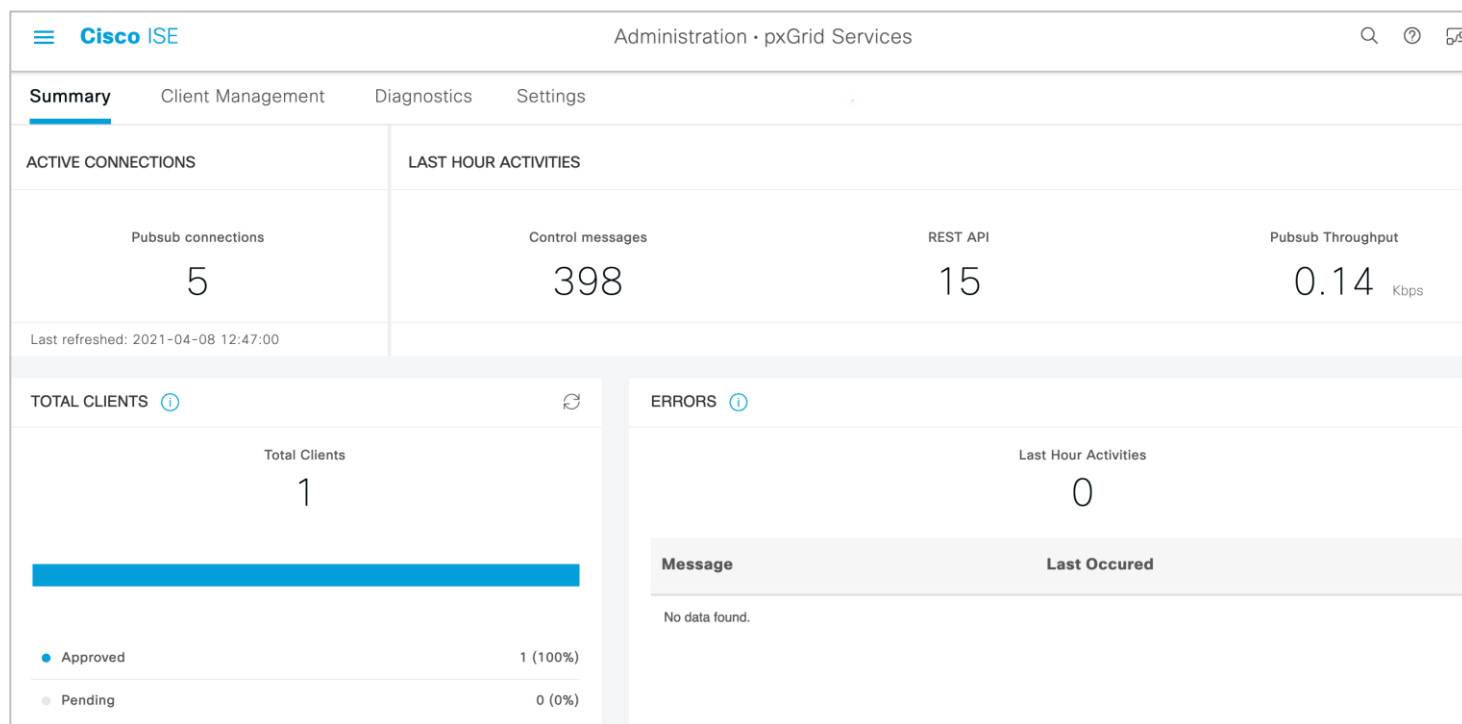 Cisco ISE
Administration · pxGrid Services
Summary Client Management Diagnostics Settings
ACTIVE CONNECTIONS
LAST HOUR ACTIVITIES
Pubsub connections
5
Control messages
398
REST API
15
Pubsub Throughput
0.14 Kbps
Last refreshed: 2021-04-08 12:47:00
TOTAL CLIENTS
Total Clients
1
Approved 1 (100%)
Pending 0 (0%)
ERRORS
Last Hour Activities
0
Message Last Occured
No data found.